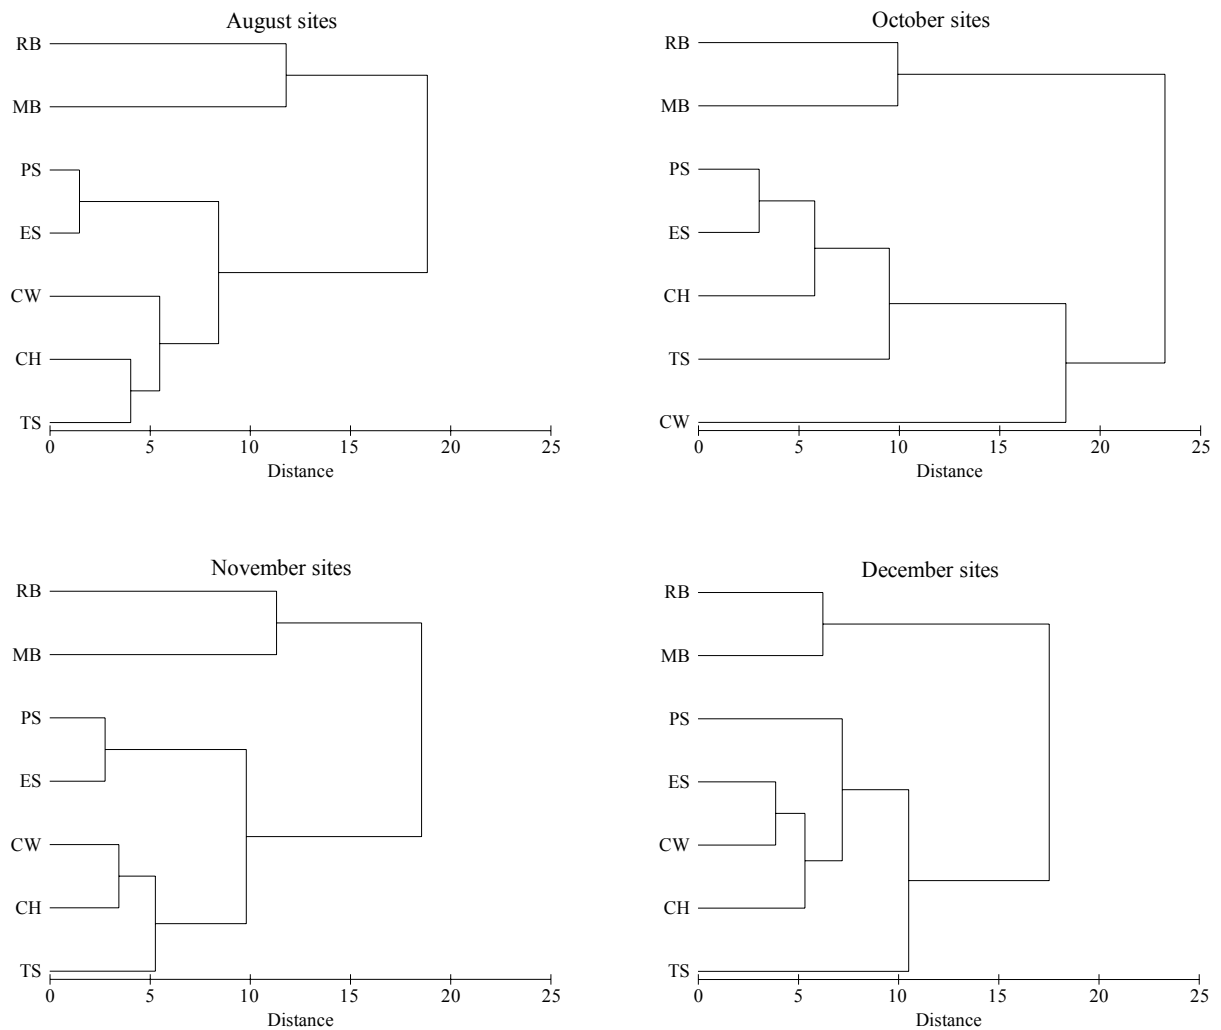 August sites
RB
MB
PS
ES
CW
CH
TS
0 5 10 15 20 25
Distance
October sites
RB
MB
PS
ES
CH
TS
CW
0 5 10 15 20 25
Distance
November sites
RB
MB
PS
ES
CW
CH
TS
0 5 10 15 20 25
Distance
December sites
RB
MB
PS
ES
CW
CH
TS
0 5 10 15 20 25
Distance